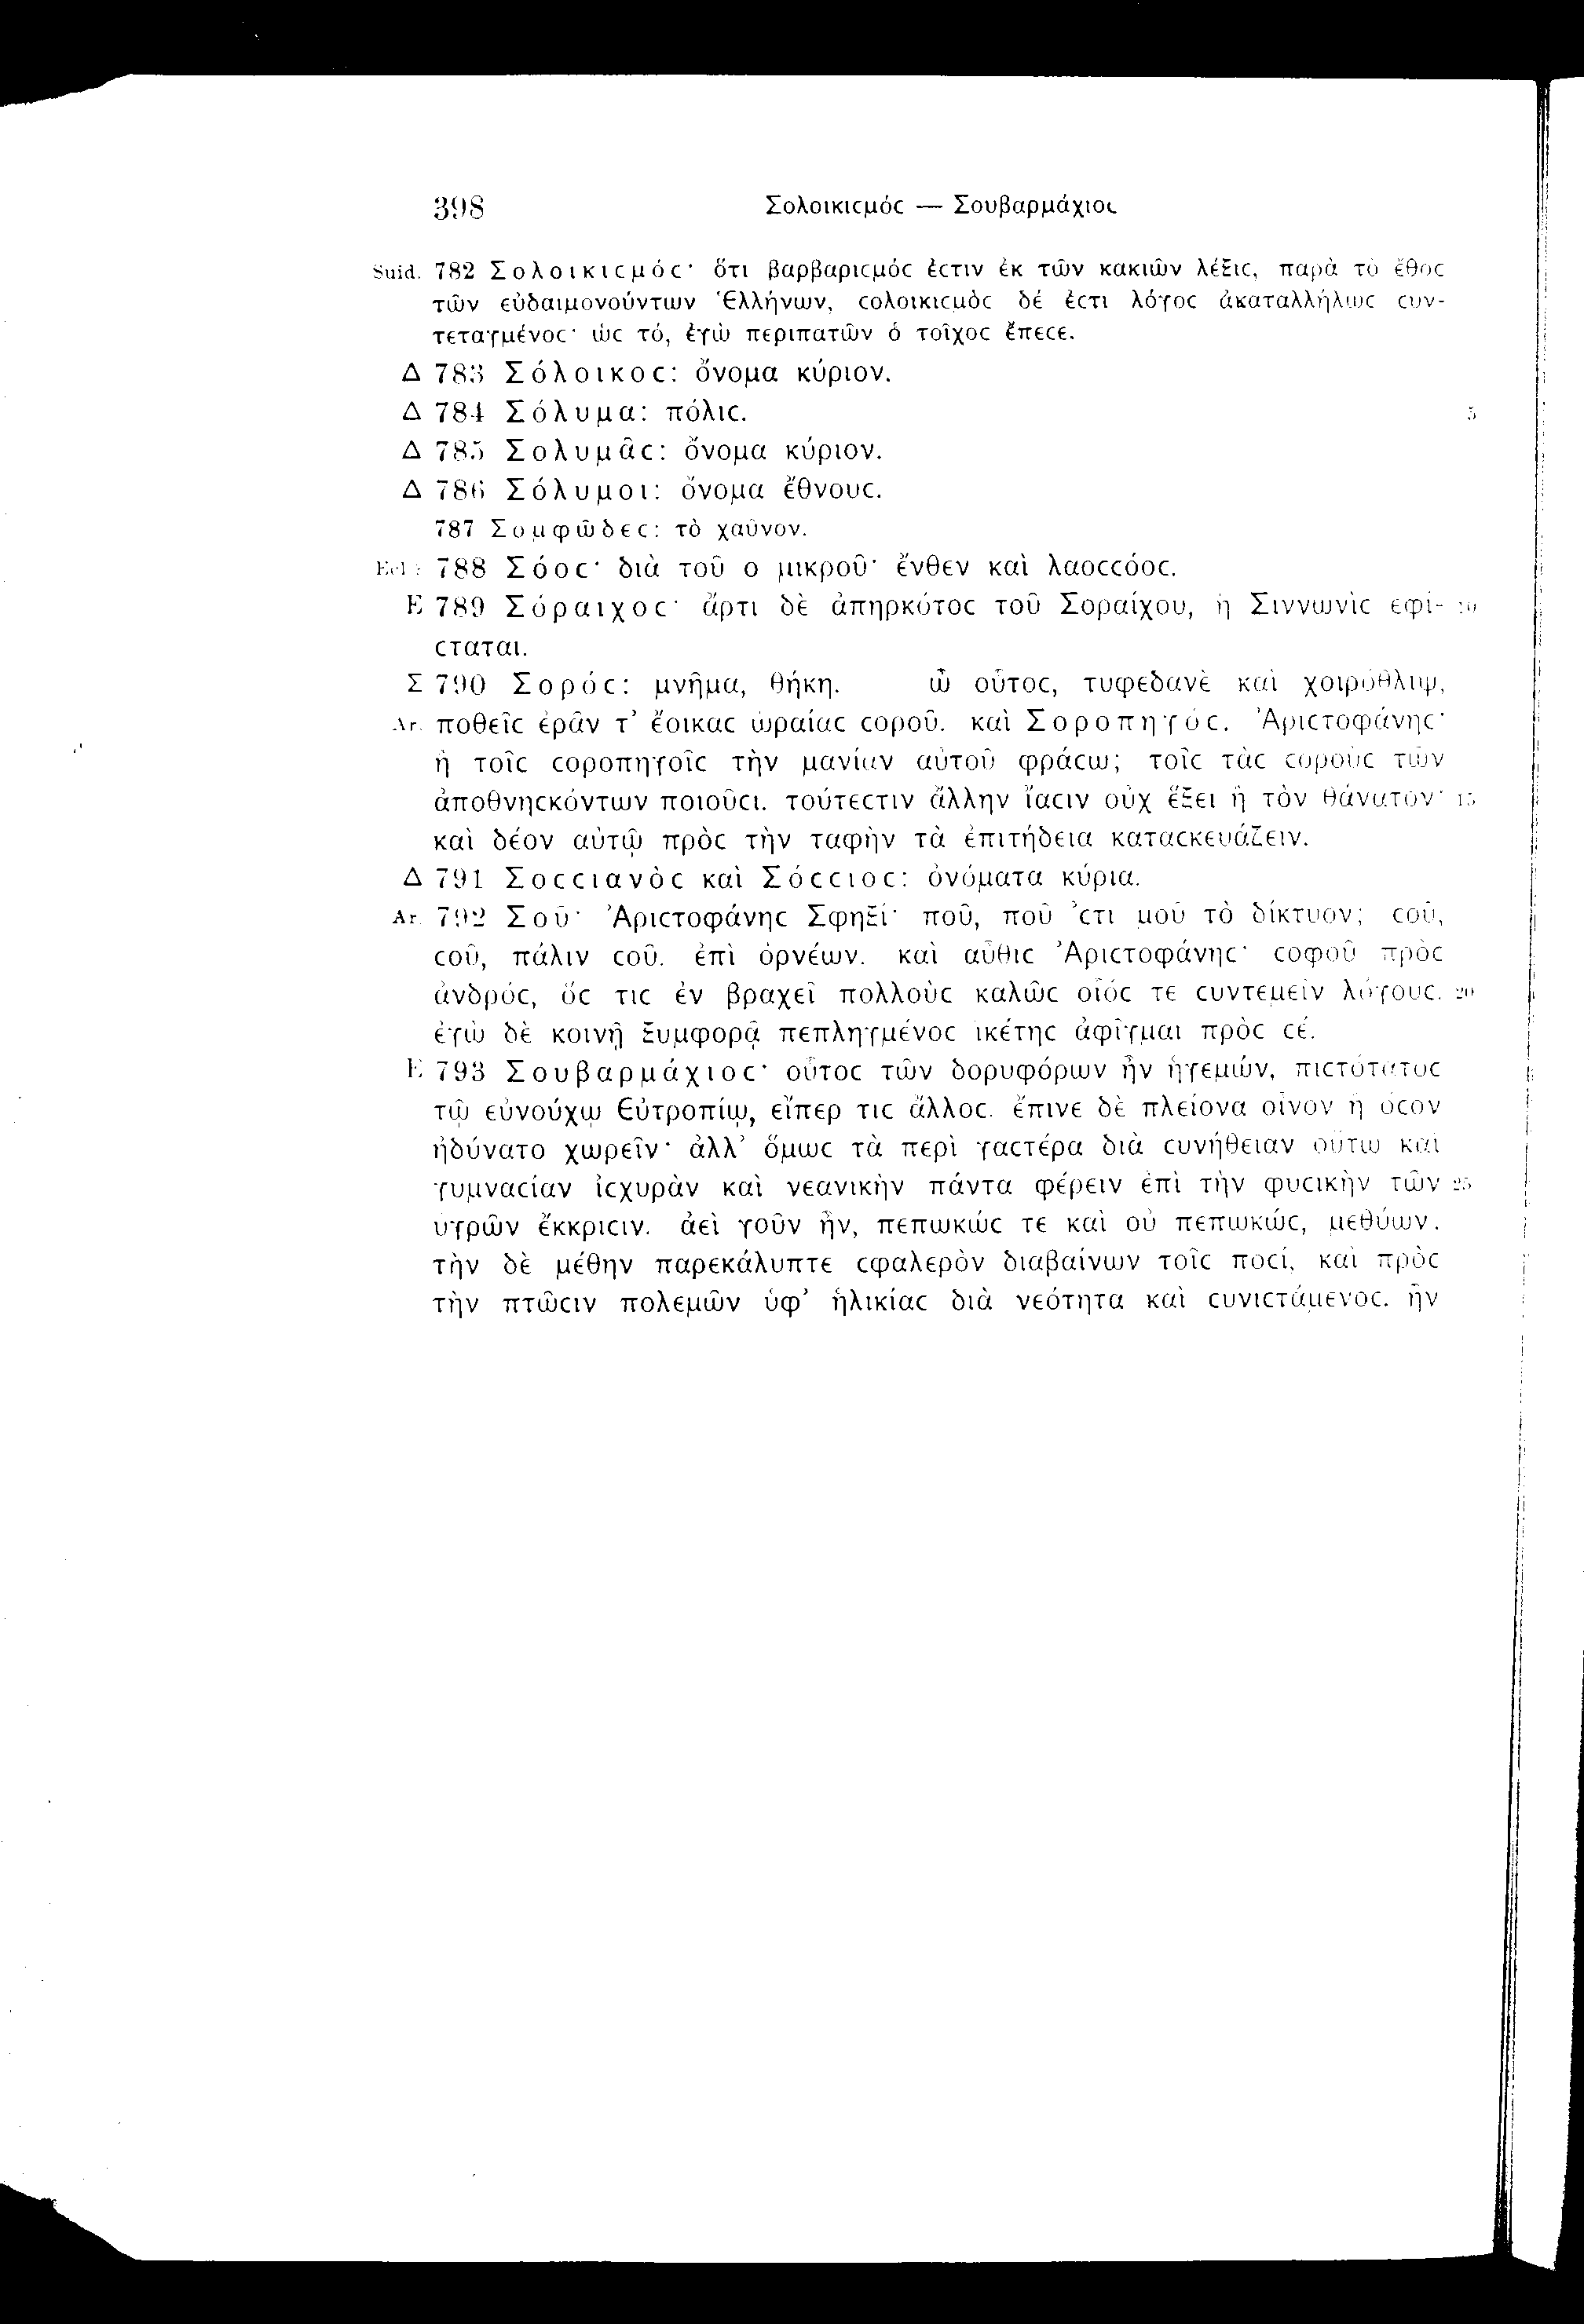 398 Σολοικιϲμόϲ — Σουβαρμάχιοϲ
Suid. 782 Σολοικιϲμόϲ· ὅτι βαρβαριϲμόϲ ἐϲτιν ἐκ τῶν κακιῶν λέξιϲ, παρὰ τὸ ἔθοϲ
τῶν εὐδαιμονούντων Ἑλλήνων, ϲολοικιϲμὸϲ δέ ἐϲτι λόγοϲ ἀκαταλλήλωϲ ϲυν-
τεταγμένοϲ· ὡϲ τό, ἐγὼ περιπατῶν ὁ τοῖχοϲ ἔπεϲε.
Δ 783 Σόλοικοϲ: ὄνομα κύριον.
Δ 784 Σόλυμα: πόλιϲ. 5
Δ 785 Σολυμᾶϲ: ὄνομα κύριον.
Δ 786 Σόλυμοι: ὄνομα ἔθνουϲ.
787 Σομφῶδεϲ: τὸ χαῦνον.
788 Σόοϲ· διὰ τοῦ ο μικροῦ· ἔνθεν καὶ λαοϲϲόοϲ.
E 789 Σόραιχοϲ· ἄρτι δὲ ἀπηρκότοϲ τοῦ Σοραίχου, ἡ Σιννωνὶϲ ἐφί- 10
ϲταται.
Σ 790 Σορόϲ: μνῆμα, θήκη. ὦ οὗτοϲ, τυφεδανὲ καὶ χοιρόθλιψ,
Ar. ποθεῖϲ ἐρᾶν τ’ ἔοικαϲ ὡραίαϲ ϲοροῦ. καὶ Σοροπηγόϲ. Ἀριϲτοφάνηϲ·
ἢ τοῖϲ ϲοροπηγοῖϲ τὴν μανίαν αὐτοῦ φράϲω; τοῖϲ τὰϲ ϲοροὺϲ τῶν
ἀποθνηϲκόντων ποιοῦϲι. τούτεϲτιν ἄλλην ἴαϲιν οὐχ ἕξει ἢ τὸν θάνατον· 15
καὶ δέον αὐτῷ πρὸϲ τὴν ταφὴν τὰ ἐπιτήδεια καταϲκευάζειν.
Δ 791 Σοϲϲιανὸϲ καὶ Σόϲϲιοϲ: ὀνόματα κύρια.
Ar. 792 Σοῦ· Ἀριϲτοφάνηϲ Σφηξί· ποῦ, ποῦ ’ϲτι μοῦ τὸ δίκτυον; ϲοῦ,
ϲοῦ, πάλιν ϲοῦ. ἐπὶ ὀρνέων. καὶ αὖθιϲ Ἀριϲτοφάνηϲ· ϲοφοῦ πρὸϲ
ἀνδρόϲ, ὅϲ τιϲ ἐν βραχεῖ πολλοὺϲ καλῶϲ οἷόϲ τε ϲυντεμεῖν λόγουϲ. 20
ἐγὼ δὲ κοινῇ ξυμφορᾷ πεπληγμένοϲ ἱκέτηϲ ἀφῖγμαι πρὸϲ ϲέ.
E 793 Σουβαρμάχιοϲ· οὗτοϲ τῶν δορυφόρων ἦν ἡγεμών, πιϲτότατοϲ
τῷ εὐνούχῳ Εὐτροπίῳ, εἴπερ τιϲ ἄλλοϲ. ἔπινε δὲ πλείονα οἶνον ἢ ὅϲον
ἠδύνατο χωρεῖν· ἀλλ’ ὅμωϲ τὰ περὶ γαϲτέρα διὰ ϲυνήθειαν οὕτω καὶ
γυμναϲίαν ἰϲχυρὰν καὶ νεανικὴν πάντα φέρειν ἐπὶ τὴν φυϲικὴν τῶν 25
ὑγρῶν ἔκκριϲιν. ἀεὶ γοῦν ἦν, πεπωκώϲ τε καὶ οὐ πεπωκώϲ, μεθύων.
τὴν δὲ μέθην παρεκάλυπτε ϲφαλερὸν διαβαίνων τοῖϲ ποϲί, καὶ πρὸϲ
τὴν πτῶϲιν πολεμῶν ὑφ’ ἡλικίαϲ διὰ νεότητα καὶ ϲυνιϲτάμενοϲ. ἦν